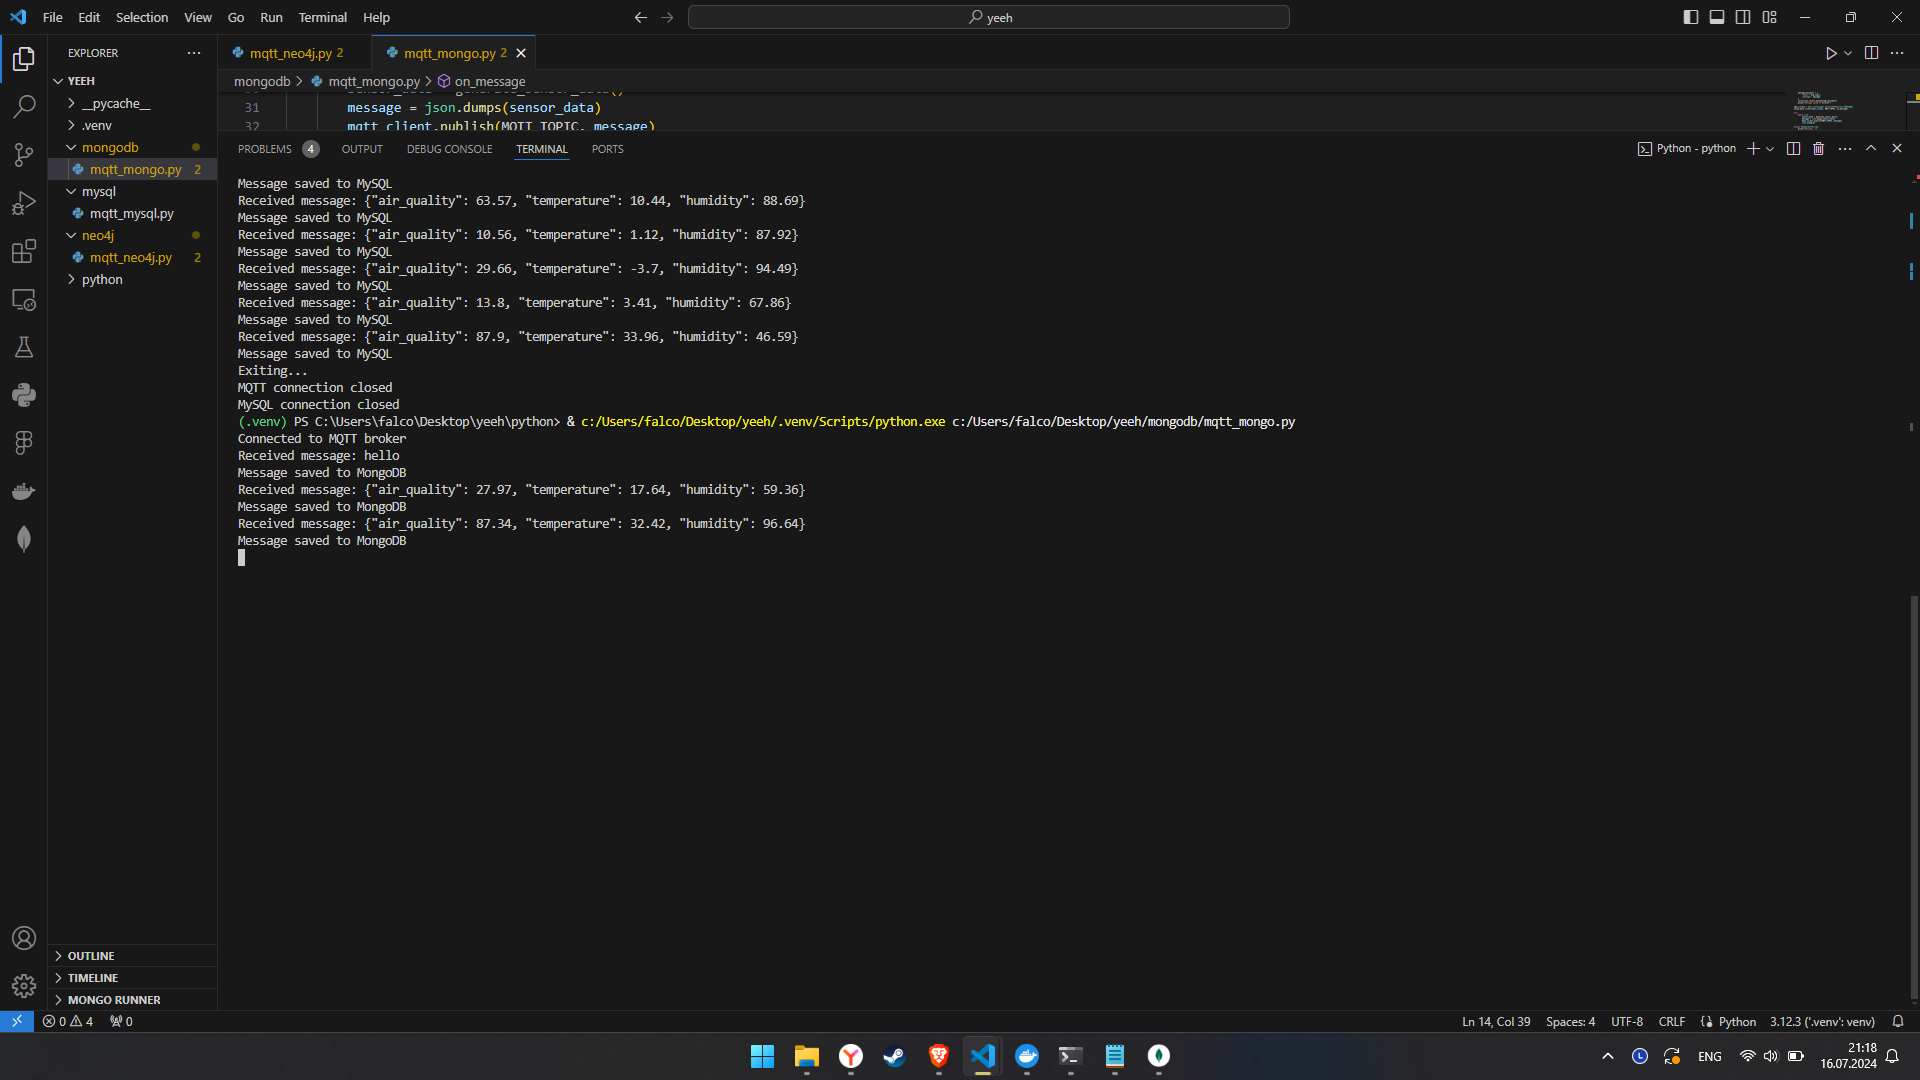 File Edit Selection View Go Run Terminal Help
yeeh
EXPLORER
YEEH
__pycache__
.venv
mongodb
mqtt_mongo.py 2
mysql
mqtt_mysql.py
neo4j
mqtt_neo4j.py 2
python
OUTLINE
TIMELINE
MONGO RUNNER
mqtt_neo4j.py 2 mqtt_mongo.py 2
mongodb > mqtt_mongo.py > on_message
31 message = json.dumps(sensor_data)
32 mqtt_client.publish(MQTT_TOPIC, message)
PROBLEMS 4 OUTPUT DEBUG CONSOLE TERMINAL PORTS
Python - python
Message saved to MySQL
Received message: {"air_quality": 63.57, "temperature": 10.44, "humidity": 88.69}
Message saved to MySQL
Received message: {"air_quality": 10.56, "temperature": 1.12, "humidity": 87.92}
Message saved to MySQL
Received message: {"air_quality": 29.66, "temperature": -3.7, "humidity": 94.49}
Message saved to MySQL
Received message: {"air_quality": 13.8, "temperature": 3.41, "humidity": 67.86}
Message saved to MySQL
Received message: {"air_quality": 87.9, "temperature": 33.96, "humidity": 46.59}
Message saved to MySQL
Exiting...
MQTT connection closed
MySQL connection closed
(.venv) PS C:\Users\falco\Desktop\yeeh\python> & c:/Users/falco/Desktop/yeeh/.venv/Scripts/python.exe c:/Users/falco/Desktop/yeeh/mongodb/mqtt_mongo.py
Connected to MQTT broker
Received message: hello
Message saved to MongoDB
Received message: {"air_quality": 27.97, "temperature": 17.64, "humidity": 59.36}
Message saved to MongoDB
Received message: {"air_quality": 87.34, "temperature": 32.42, "humidity": 96.64}
Message saved to MongoDB
0 4 0
Ln 14, Col 39 Spaces: 4 UTF-8 CRLF Python 3.12.3 ('.venv': venv)
ENG
21:18
16.07.2024